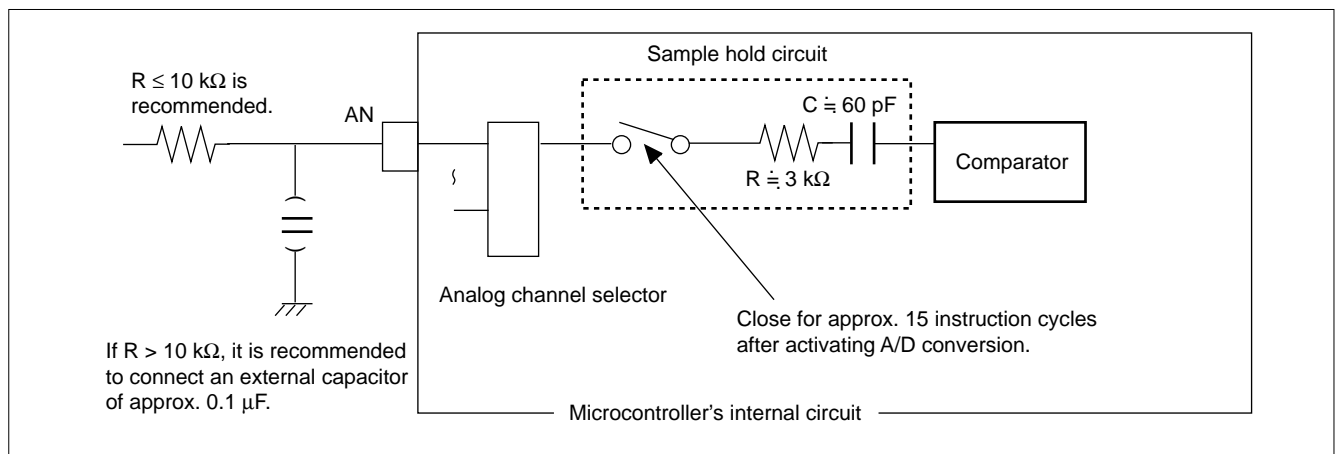 Sample hold circuit
R ≤ 10 kΩ is
recommended.
AN
C ≒ 60 pF
R ≒ 3 kΩ
Comparator
Analog channel selector
Close for approx. 15 instruction cycles
after activating A/D conversion.
If R > 10 kΩ, it is recommended
to connect an external capacitor
of approx. 0.1 µF.
Microcontroller's internal circuit